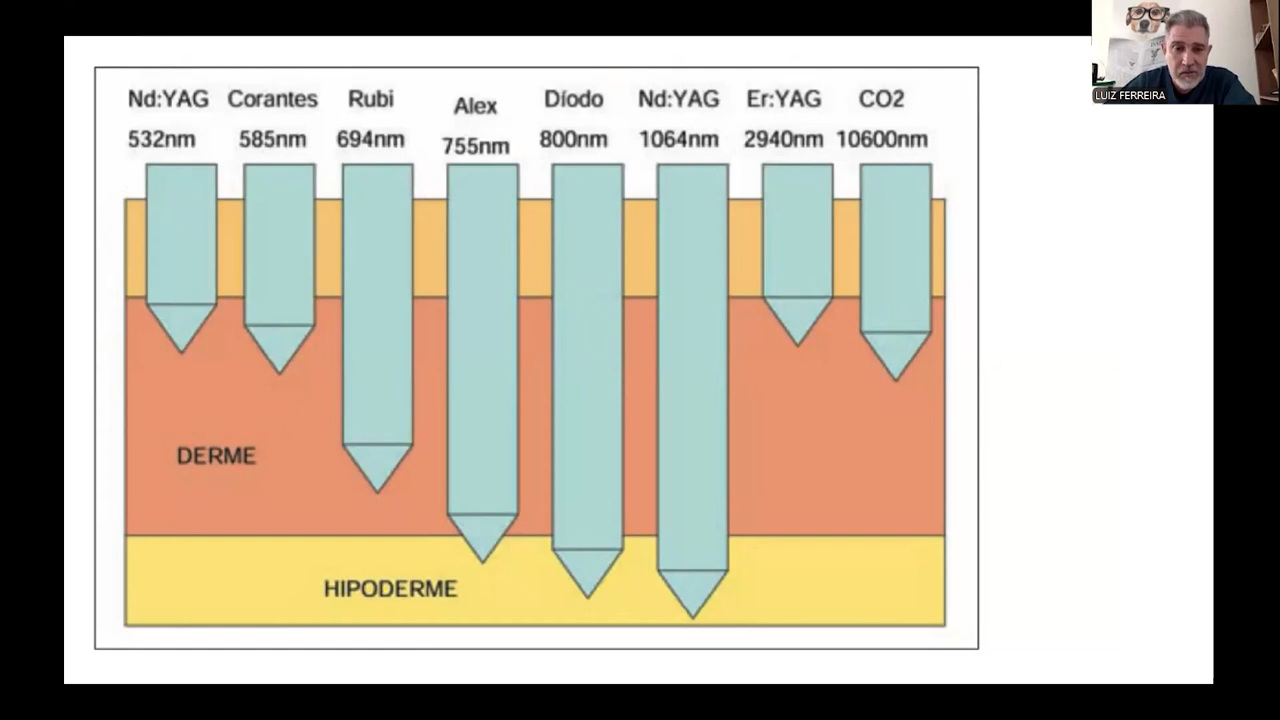 Nd:YAG Corantes Rubi Alex Díodo Nd:YAG Er:YAG CO2
532nm 585nm 694nm 755nm 800nm 1064nm 2940nm 10600nm
DERME
HIPODERME
LUIZ FERREIRA